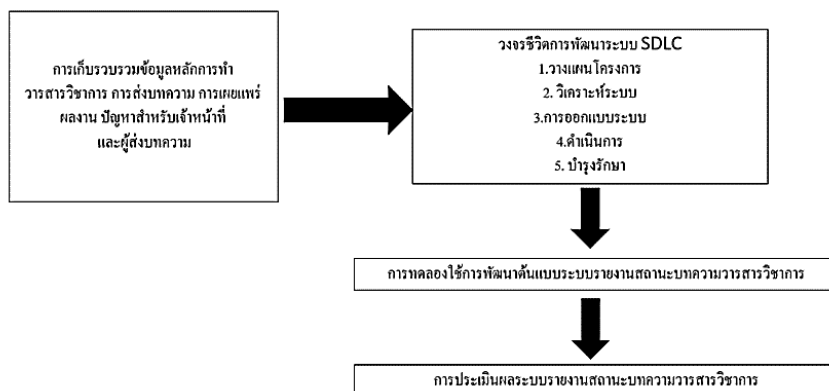 การเก็บรวบรวมข้อมูลหลักการทำ
วารสารวิชาการ การส่งบทความ การเผยแพร่
ผลงาน ปัญหาสำหรับเจ้าหน้าที่
และผู้ส่งบทความ
วงจรชีวิตการพัฒนาระบบ SDLC
1.วางแผนโครงการ
2. วิเคราะห์ระบบ
3.การออกแบบระบบ
4.ดำเนินการ
5. บำรุงรักษา
การทดลองใช้การพัฒนาต้นแบบระบบรายงานสถานะบทความวารสารวิชาการ
การประเมินผลระบบรายงานสถานะบทความวารสารวิชาการ